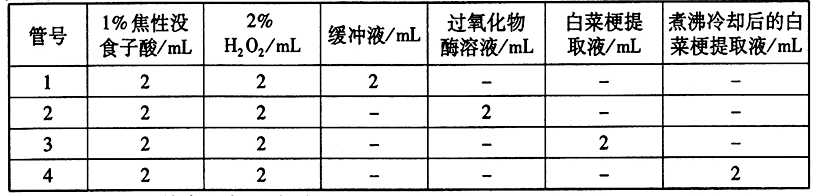 管号 1%焦性没食子酸/mL 2% H₂O₂/mL 缓冲液/mL 过氧化物酶溶液/mL 白菜梗提取液/mL 煮沸冷却后的白菜梗提取液/mL
1 2 2 2 - - -
2 2 2 - 2 - -
3 2 2 - - 2 -
4 2 2 - - - 2